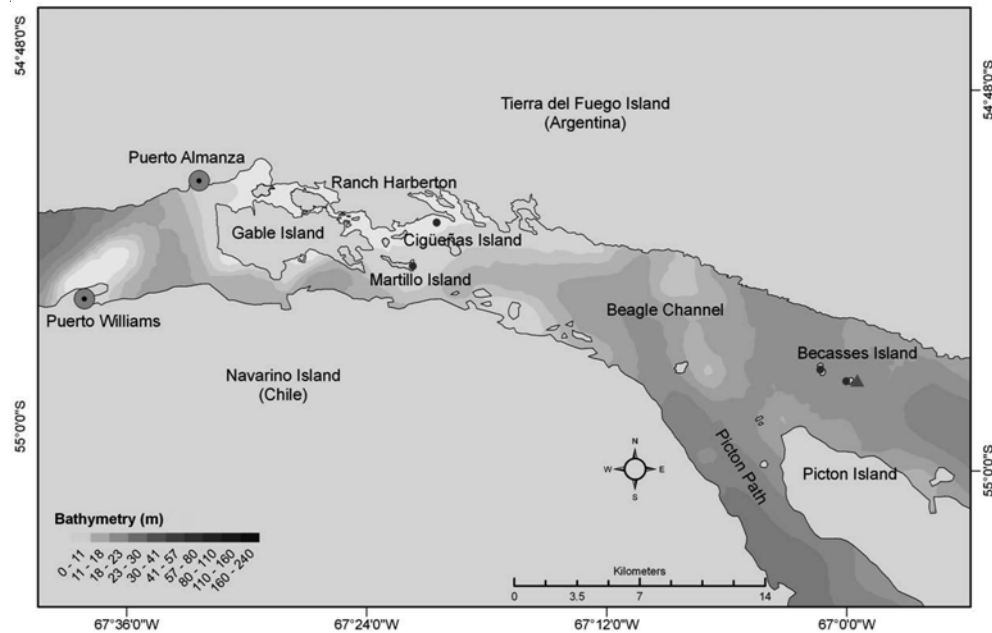 54°48'0"S
54°48'0"S
Tierra del Fuego Island
(Argentina)
Puerto Almanza
Ranch Harberton
Gable Island
Cigüeñas Island
Martillo Island
Beagle Channel
Puerto Williams
Becasses Island
Navarino Island
(Chile)
55°0'0"S
55°0'0"S
N
W
E
S
Picton Path
Picton Island
Bathymetry (m)
0 - 11
11 - 18
18 - 23
23 - 30
30 - 41
41 - 57
57 - 80
80 - 110
110 - 160
160 - 240
Kilometers
0 3.5 7 14
67°36'0"W 67°24'0"W 67°12'0"W 67°0'0"W